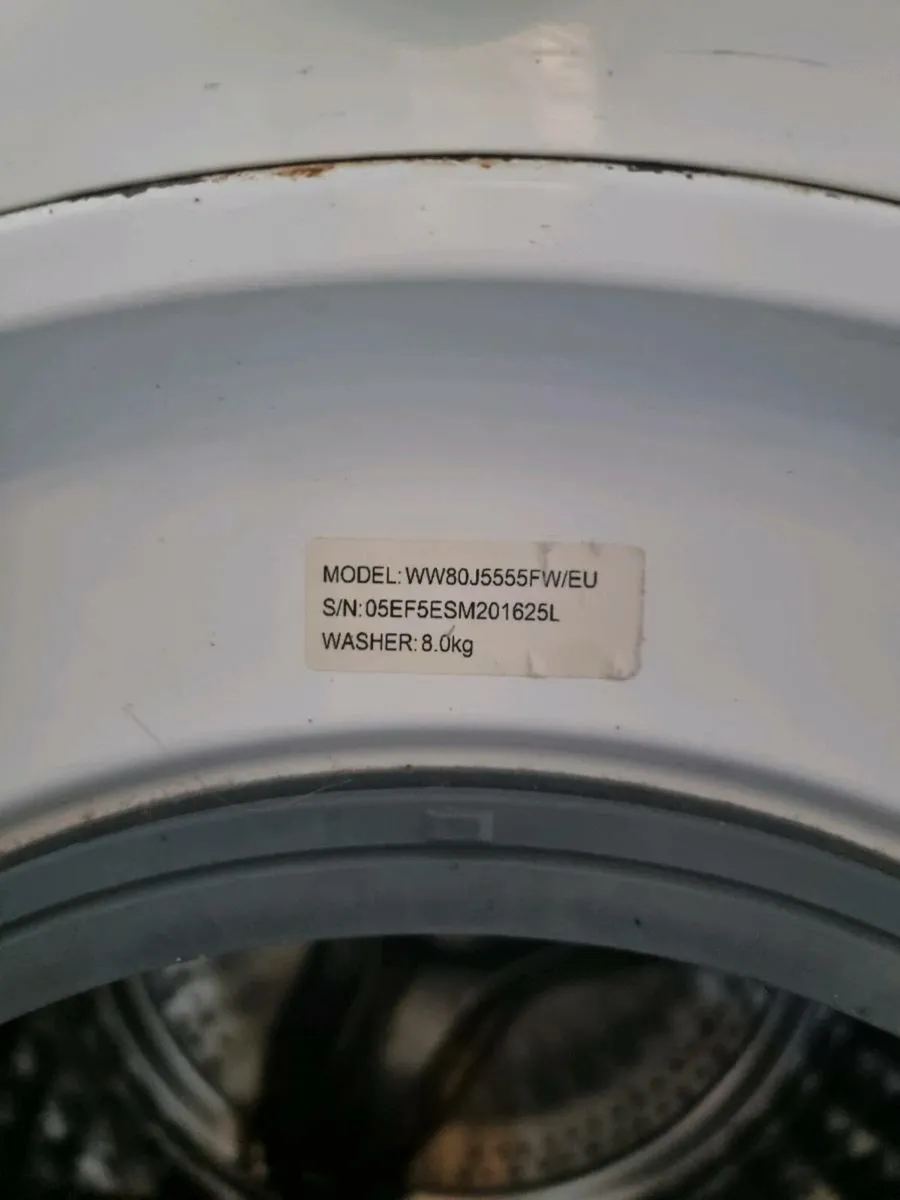 MODEL: WW80J5555FW/EU
S/N: 05EF5ESM201625L
WASHER: 8.0kg